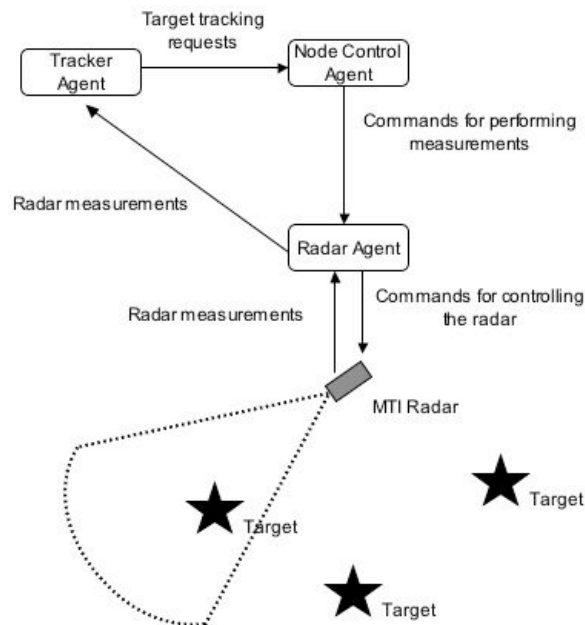 Target tracking
requests
Tracker
Agent
Node Control
Agent
Commands for performing
measurements
Radar measurements
Radar Agent
Radar measurements
Commands for controlling
the radar
MTI Radar
Target
Target
Target